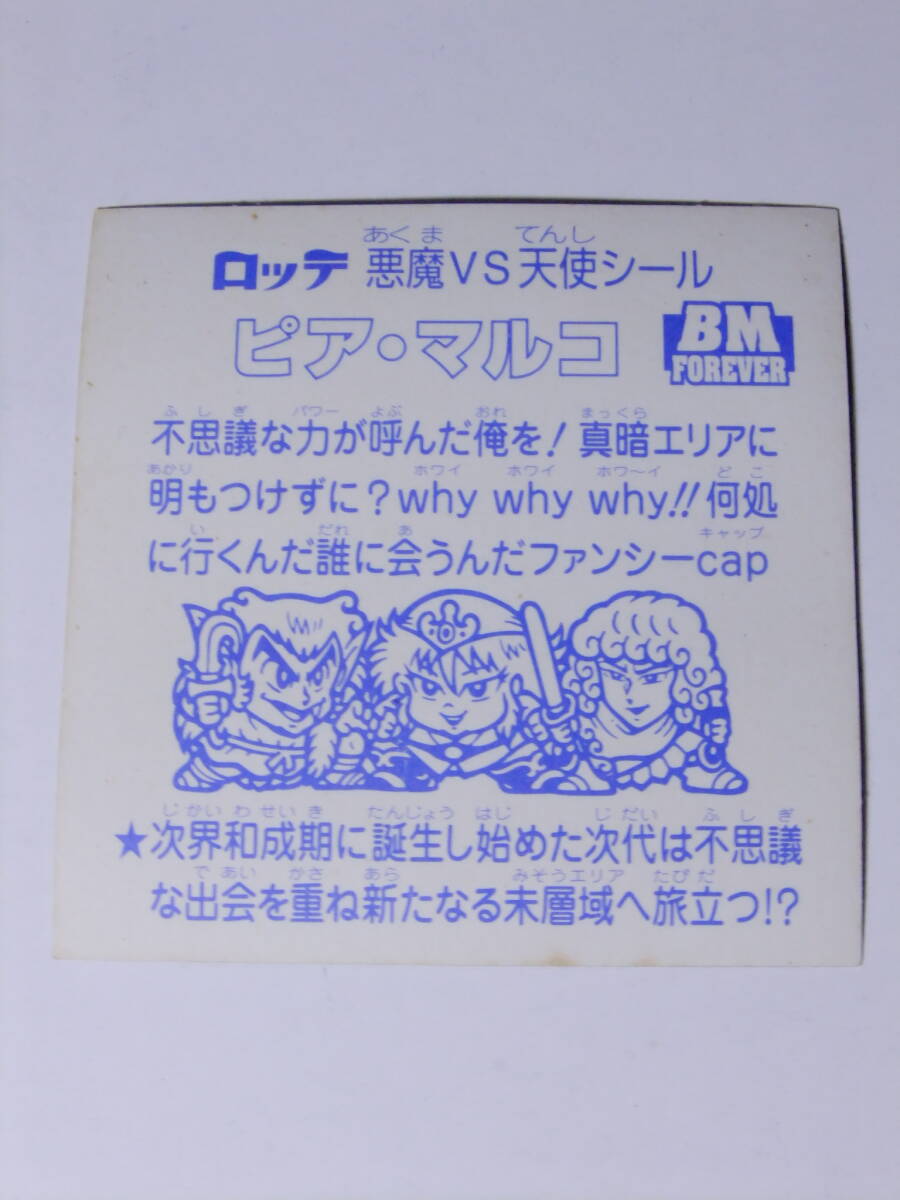 ロッテ 悪魔VS天使シール
あくま てんし
ピア・マルコ
BM
FOREVER
ふしぎ パワー よぶ おれ まっくら
不思議な力が呼んだ俺を!真暗エリアに
あかり ホワイ ホワイ ホワ〜イ どこ
明もつけずに?why why why!!何処
い だれ あ キャップ
に行くんだ誰に会うんだファンシーcap
じかいわせいき たんじょう はじ じだい ふしぎ
★次界和成期に誕生し始めた次代は不思議
であい かさ あら みそうエリア たびだ
な出会を重ね新たなる末層域へ旅立つ!?